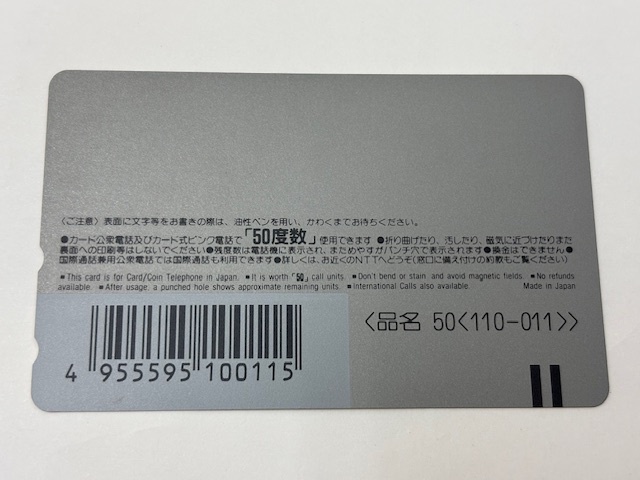 〈ご注意〉表面に文字等をお書きの際は、油性ペンを用い、かわくまでお待ちください。
●カード公衆電話及びカード式ピンク電話で「50度数」使用できます ●折り曲げたり、汚したり、磁気に近づけたりまた
裏面への印刷等はしないでください ●残度数は電話機に表示され、まためやすがパンチ穴で表示されます ●換金はできません ●
国際通話兼用公衆電話では国際通話も利用できます ●詳しくは、お近くのNTTへどうぞ(窓口に備え付けの約款もご覧ください)
■ This card is for Card/Coin Telephone in Japan. ■ It is worth「50」call units. ■ Don't bend or stain, and avoid magnetic fields. ■ No refunds
available. ■ After usage, a punched hole shows approximate remaining units. ■ International Calls also available. Made in Japan
〈品名 50〈110-011〉〉
4 955595 100115